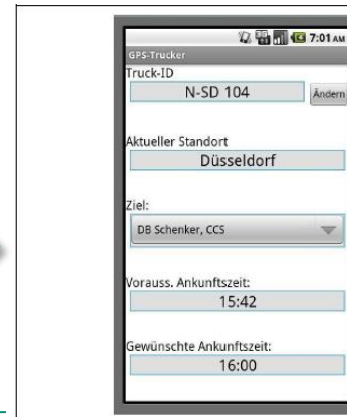 7:01 AM
GPS-Trucker
Truck-ID
N-SD 104
Ändern
Aktueller Standort
Düsseldorf
Ziel:
DB Schenker, CCS
Vorauss. Ankunftszeit:
15:42
Gewünschte Ankunftszeit:
16:00